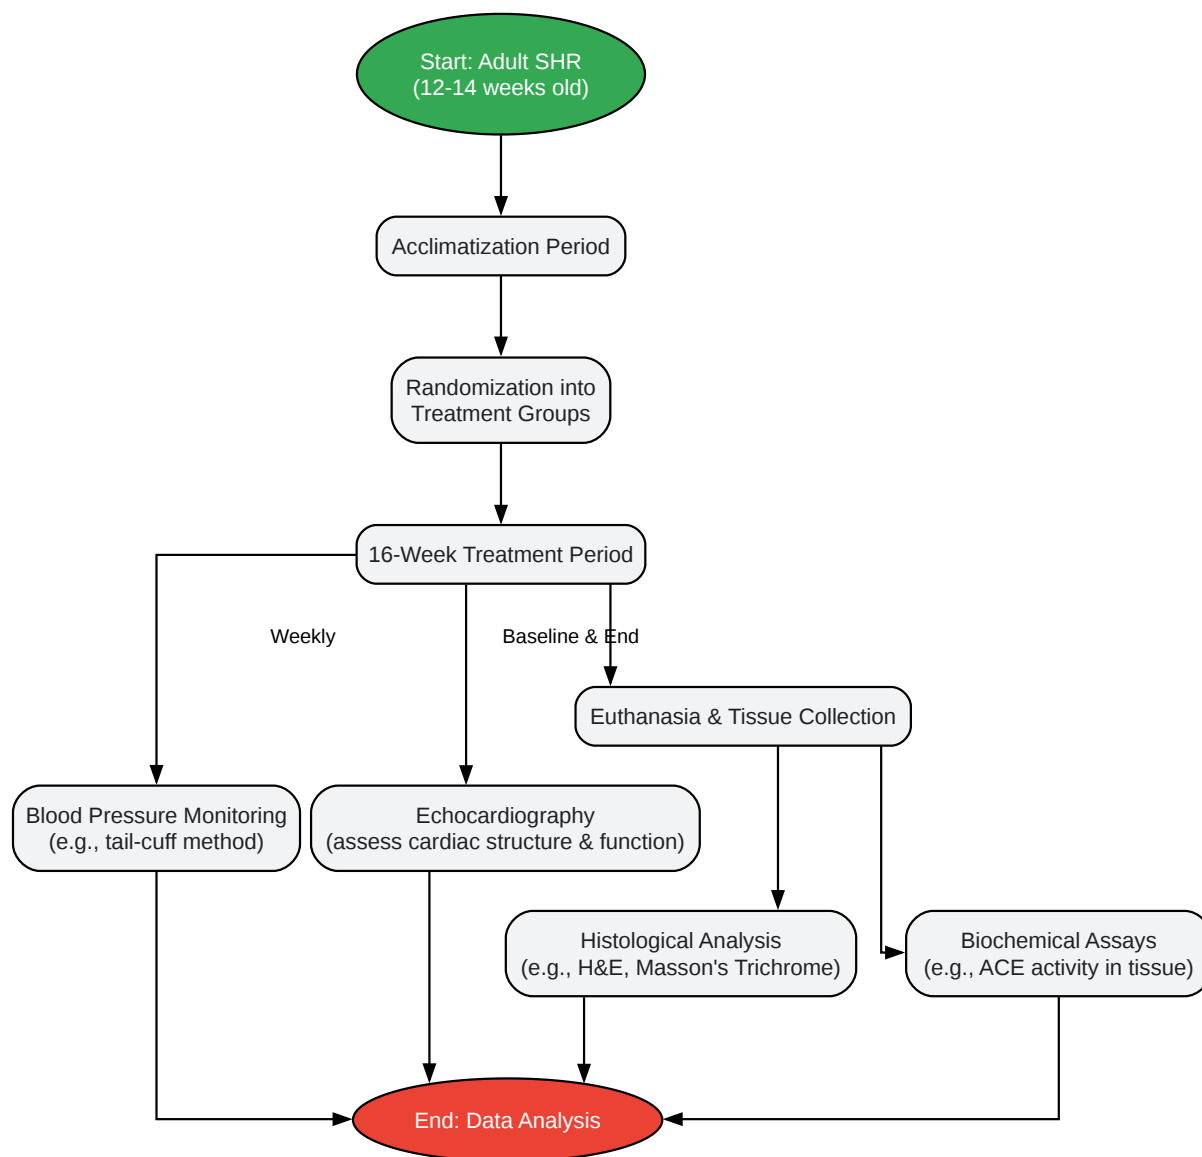 Start: Adult SHR
(12-14 weeks old)
Acclimatization Period
Randomization into
Treatment Groups
16-Week Treatment Period
Weekly
Baseline & End
Euthanasia & Tissue Collection
Blood Pressure Monitoring
(e.g., tail-cuff method)
Echocardiography
(assess cardiac structure & function)
Histological Analysis
(e.g., H&E, Masson's Trichrome)
Biochemical Assays
(e.g., ACE activity in tissue)
End: Data Analysis